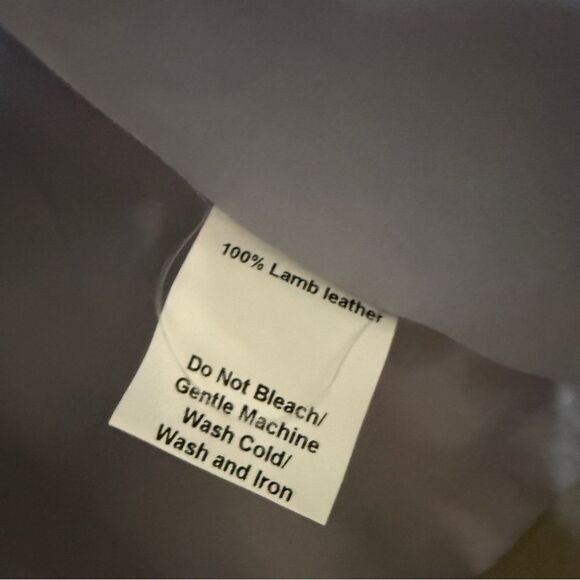 100% Lamb leather
Do Not Bleach/
Gentle Machine
Wash Cold/
Wash and Iron